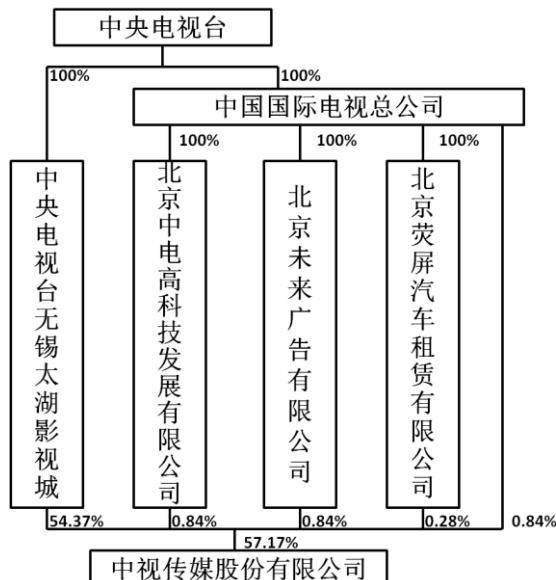 中央电视台
100%
100%
中国国际电视总公司
100%
100%
100%
中央电视台无锡太湖影视城
北京中电高科技发展有限公司
北京未来广告有限公司
北京荧屏汽车租赁有限公司
54.37%
0.84%
0.84%
0.28%
0.84%
57.17%
中视传媒股份有限公司